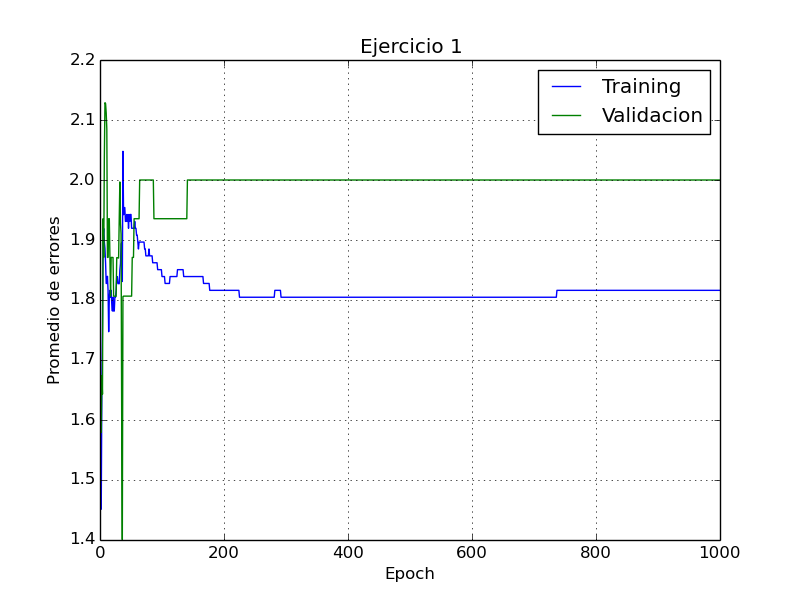 Ejercicio 1
2.2
2.1
2.0
1.9
1.8
1.7
1.6
1.5
1.4
Promedio de errores
Training
Validacion
0 200 400 600 800 1000
Epoch